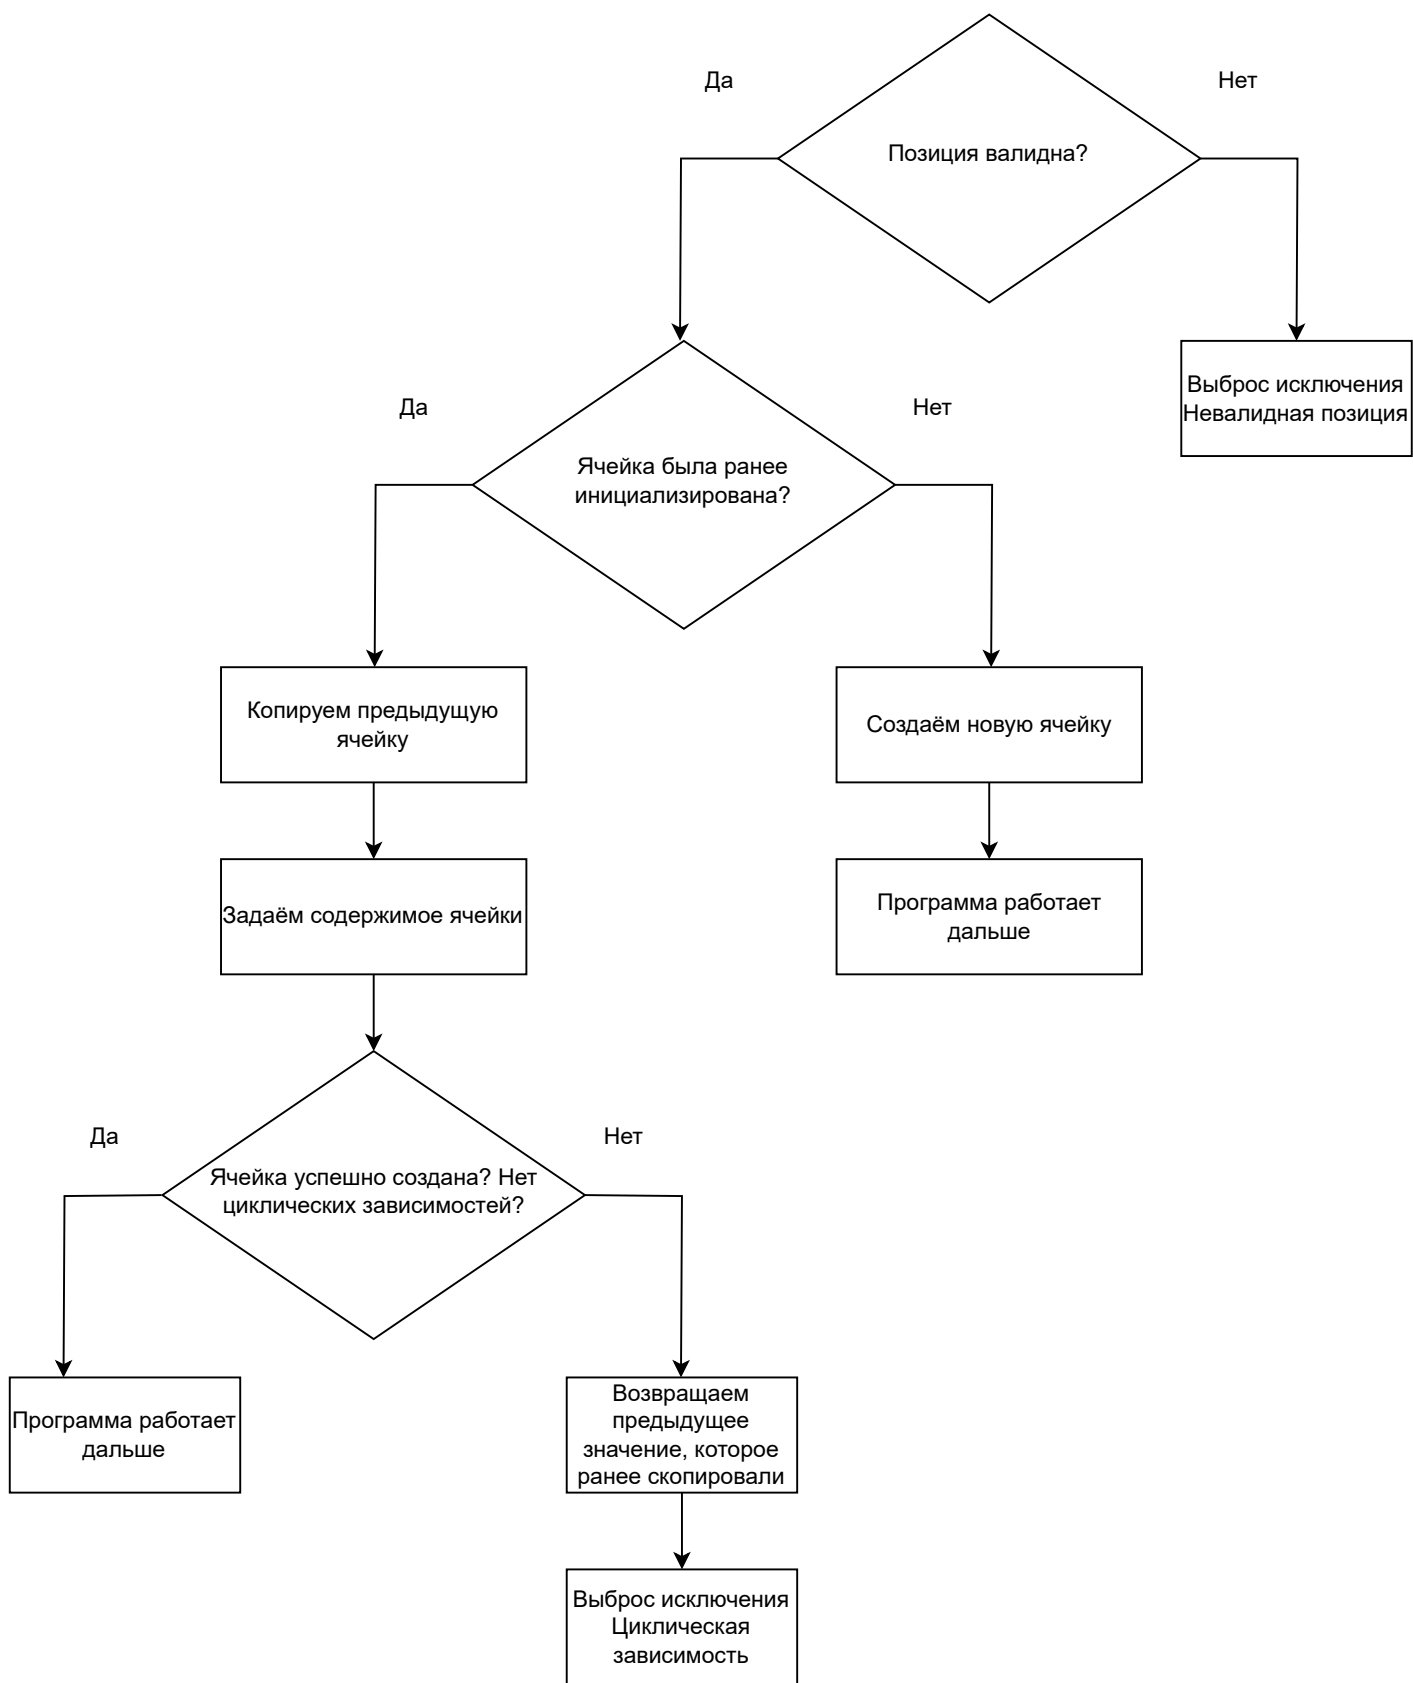 Да
Нет
Позиция валидна?
Выброс исключения
Невалидная позиция
Да
Нет
Ячейка была ранее
инициализирована?
Копируем предыдущую
ячейку
Создаём новую ячейку
Задаём содержимое ячейки
Программа работает
дальше
Да
Нет
Ячейка успешно создана? Нет
циклических зависимостей?
Программа работает
дальше
Возвращаем
предыдущее
значение, которое
ранее скопировали
Выброс исключения
Циклическая
зависимость